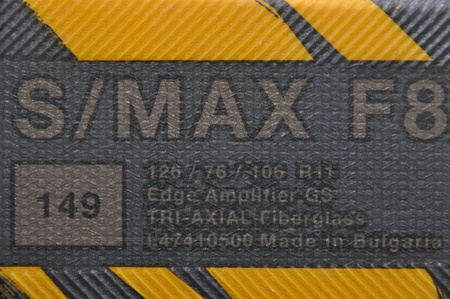 S/MAX F8
149
126 / 76 / 106 R11
Edge Amplifier GS
TRI-AXIAL Fiberglass
L47410500 Made in Bulgaria